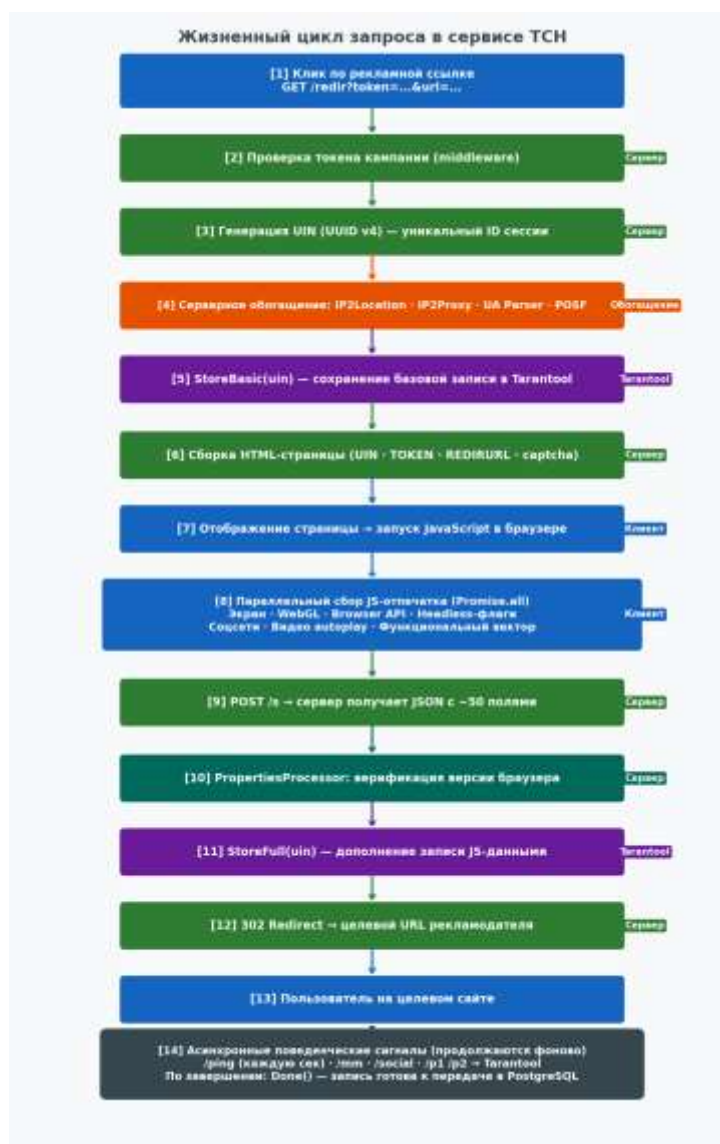 Жизненный цикл запроса в сервисе ТСН
[1] Клик по рекламной ссылке
GET /redir?token=...&url=...
[2] Проверка токена кампании (middleware)
Сервер
[3] Генерация UIN (UUID v4) — уникальный ID сессии
Сервер
[4] Серверное обогащение: IP2Location · IP2Proxy · UA Parser · POSF
Обогащение
[5] StoreBasic(uin) — сохранение базовой записи в Tarantool
Tarantool
[6] Сборка HTML-страницы (UIN · TOKEN · REDIRURL · captcha)
Сервер
[7] Отображение страницы → запуск JavaScript в браузере
Клиент
[8] Параллельный сбор JS-отпечатка (Promise.all)
Экран · WebGL · Browser API · Headless-флаги
Соцсети · Видео autoplay · Функциональный вектор
Клиент
[9] POST /s → сервер получает JSON с ~50 полями
Сервер
[10] PropertiesProcessor: верификация версии браузера
Сервер
[11] StoreFull(uin) — дополнение записи JS-данными
Tarantool
[12] 302 Redirect → целевой URL рекламодателя
Сервер
[13] Пользователь на целевом сайте
[14] Асинхронные поведенческие сигналы (продолжаются фоново)
/ping (каждую сек) · /mm · /social · /p1 /p2 → Tarantool
По завершении: Done() — запись готова к передаче в PostgreSQL